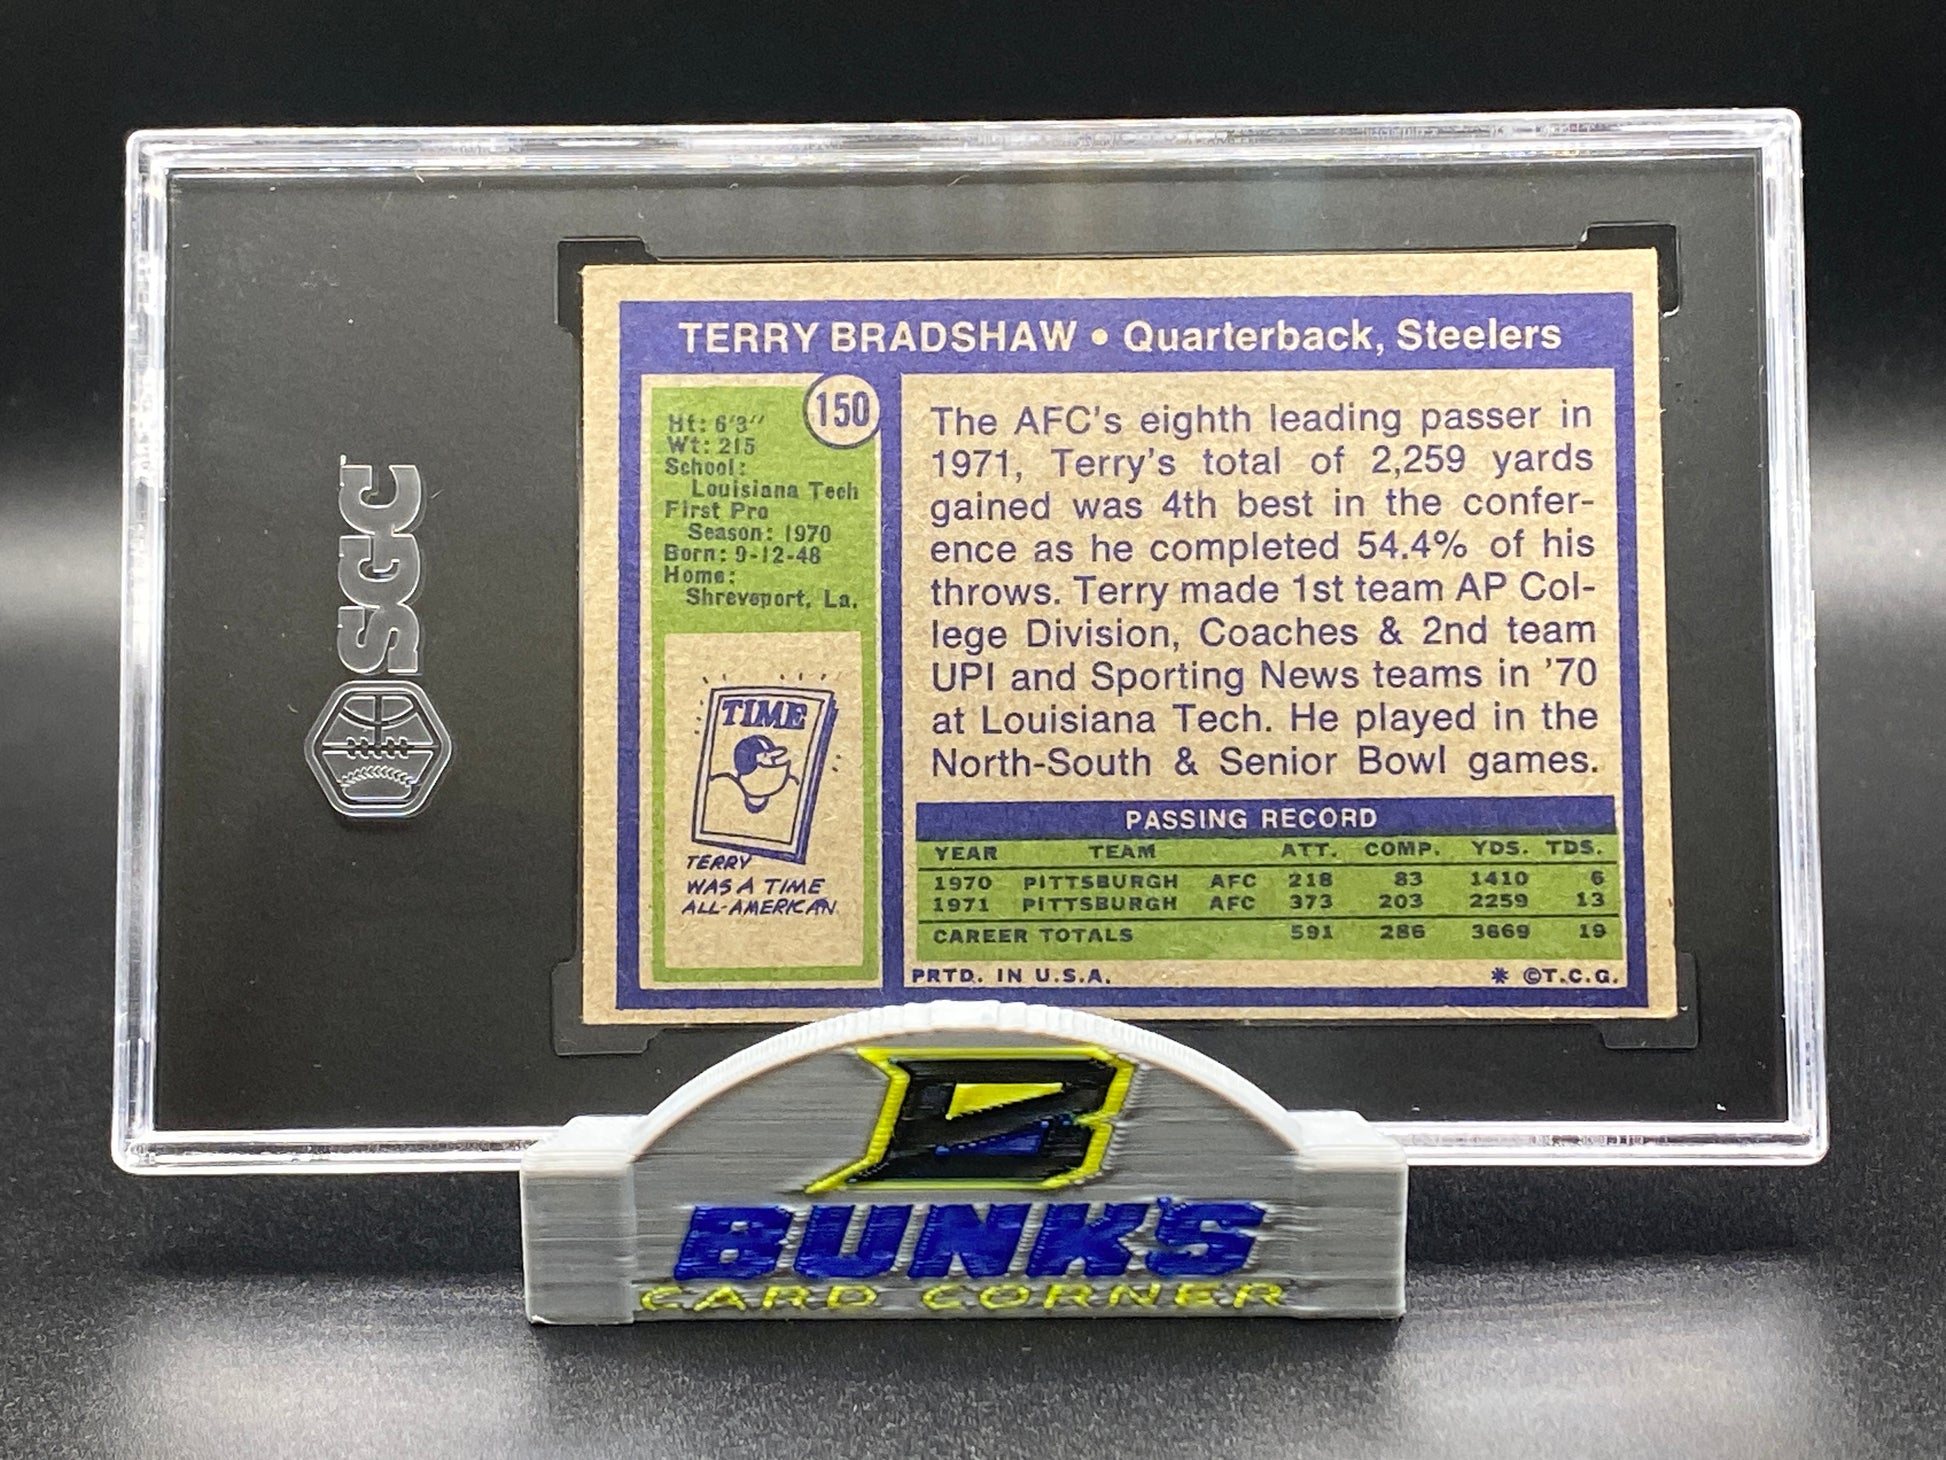 SGC
TERRY BRADSHAW • Quarterback, Steelers
150
Ht: 6'3"
Wt: 215
School:
Louisiana Tech
First Pro
Season: 1970
Born: 9-12-48
Home:
Shreveport, La.
TIME
TERRY
WAS A TIME
ALL-AMERICAN
The AFC's eighth leading passer in
1971, Terry's total of 2,259 yards
gained was 4th best in the confer-
ence as he completed 54.4% of his
throws. Terry made 1st team AP Col-
lege Division, Coaches & 2nd team
UPI and Sporting News teams in '70
at Louisiana Tech. He played in the
North-South & Senior Bowl games.
PASSING RECORD
YEAR TEAM ATT. COMP. YDS. TDS.
1970 PITTSBURGH AFC 218 83 1410 6
1971 PITTSBURGH AFC 373 203 2259 13
CAREER TOTALS 591 286 3669 19
PRTD. IN U.S.A. * ©T.C.G.
B
BUNK'S
CARD CORNER